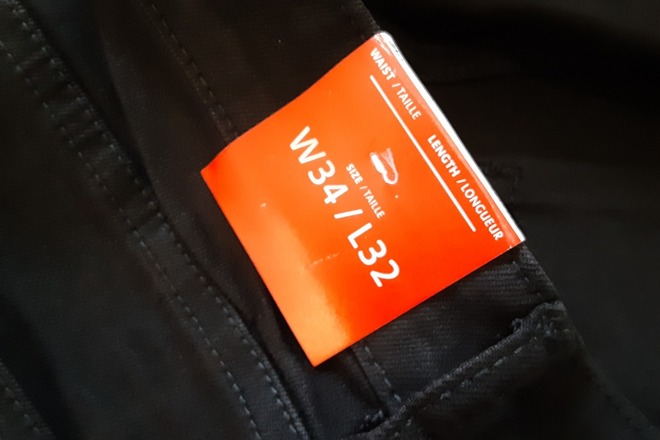 WAIST / TAILLE
LENGTH / LONGUEUR
SIZE / TAILLE
W34 / L32